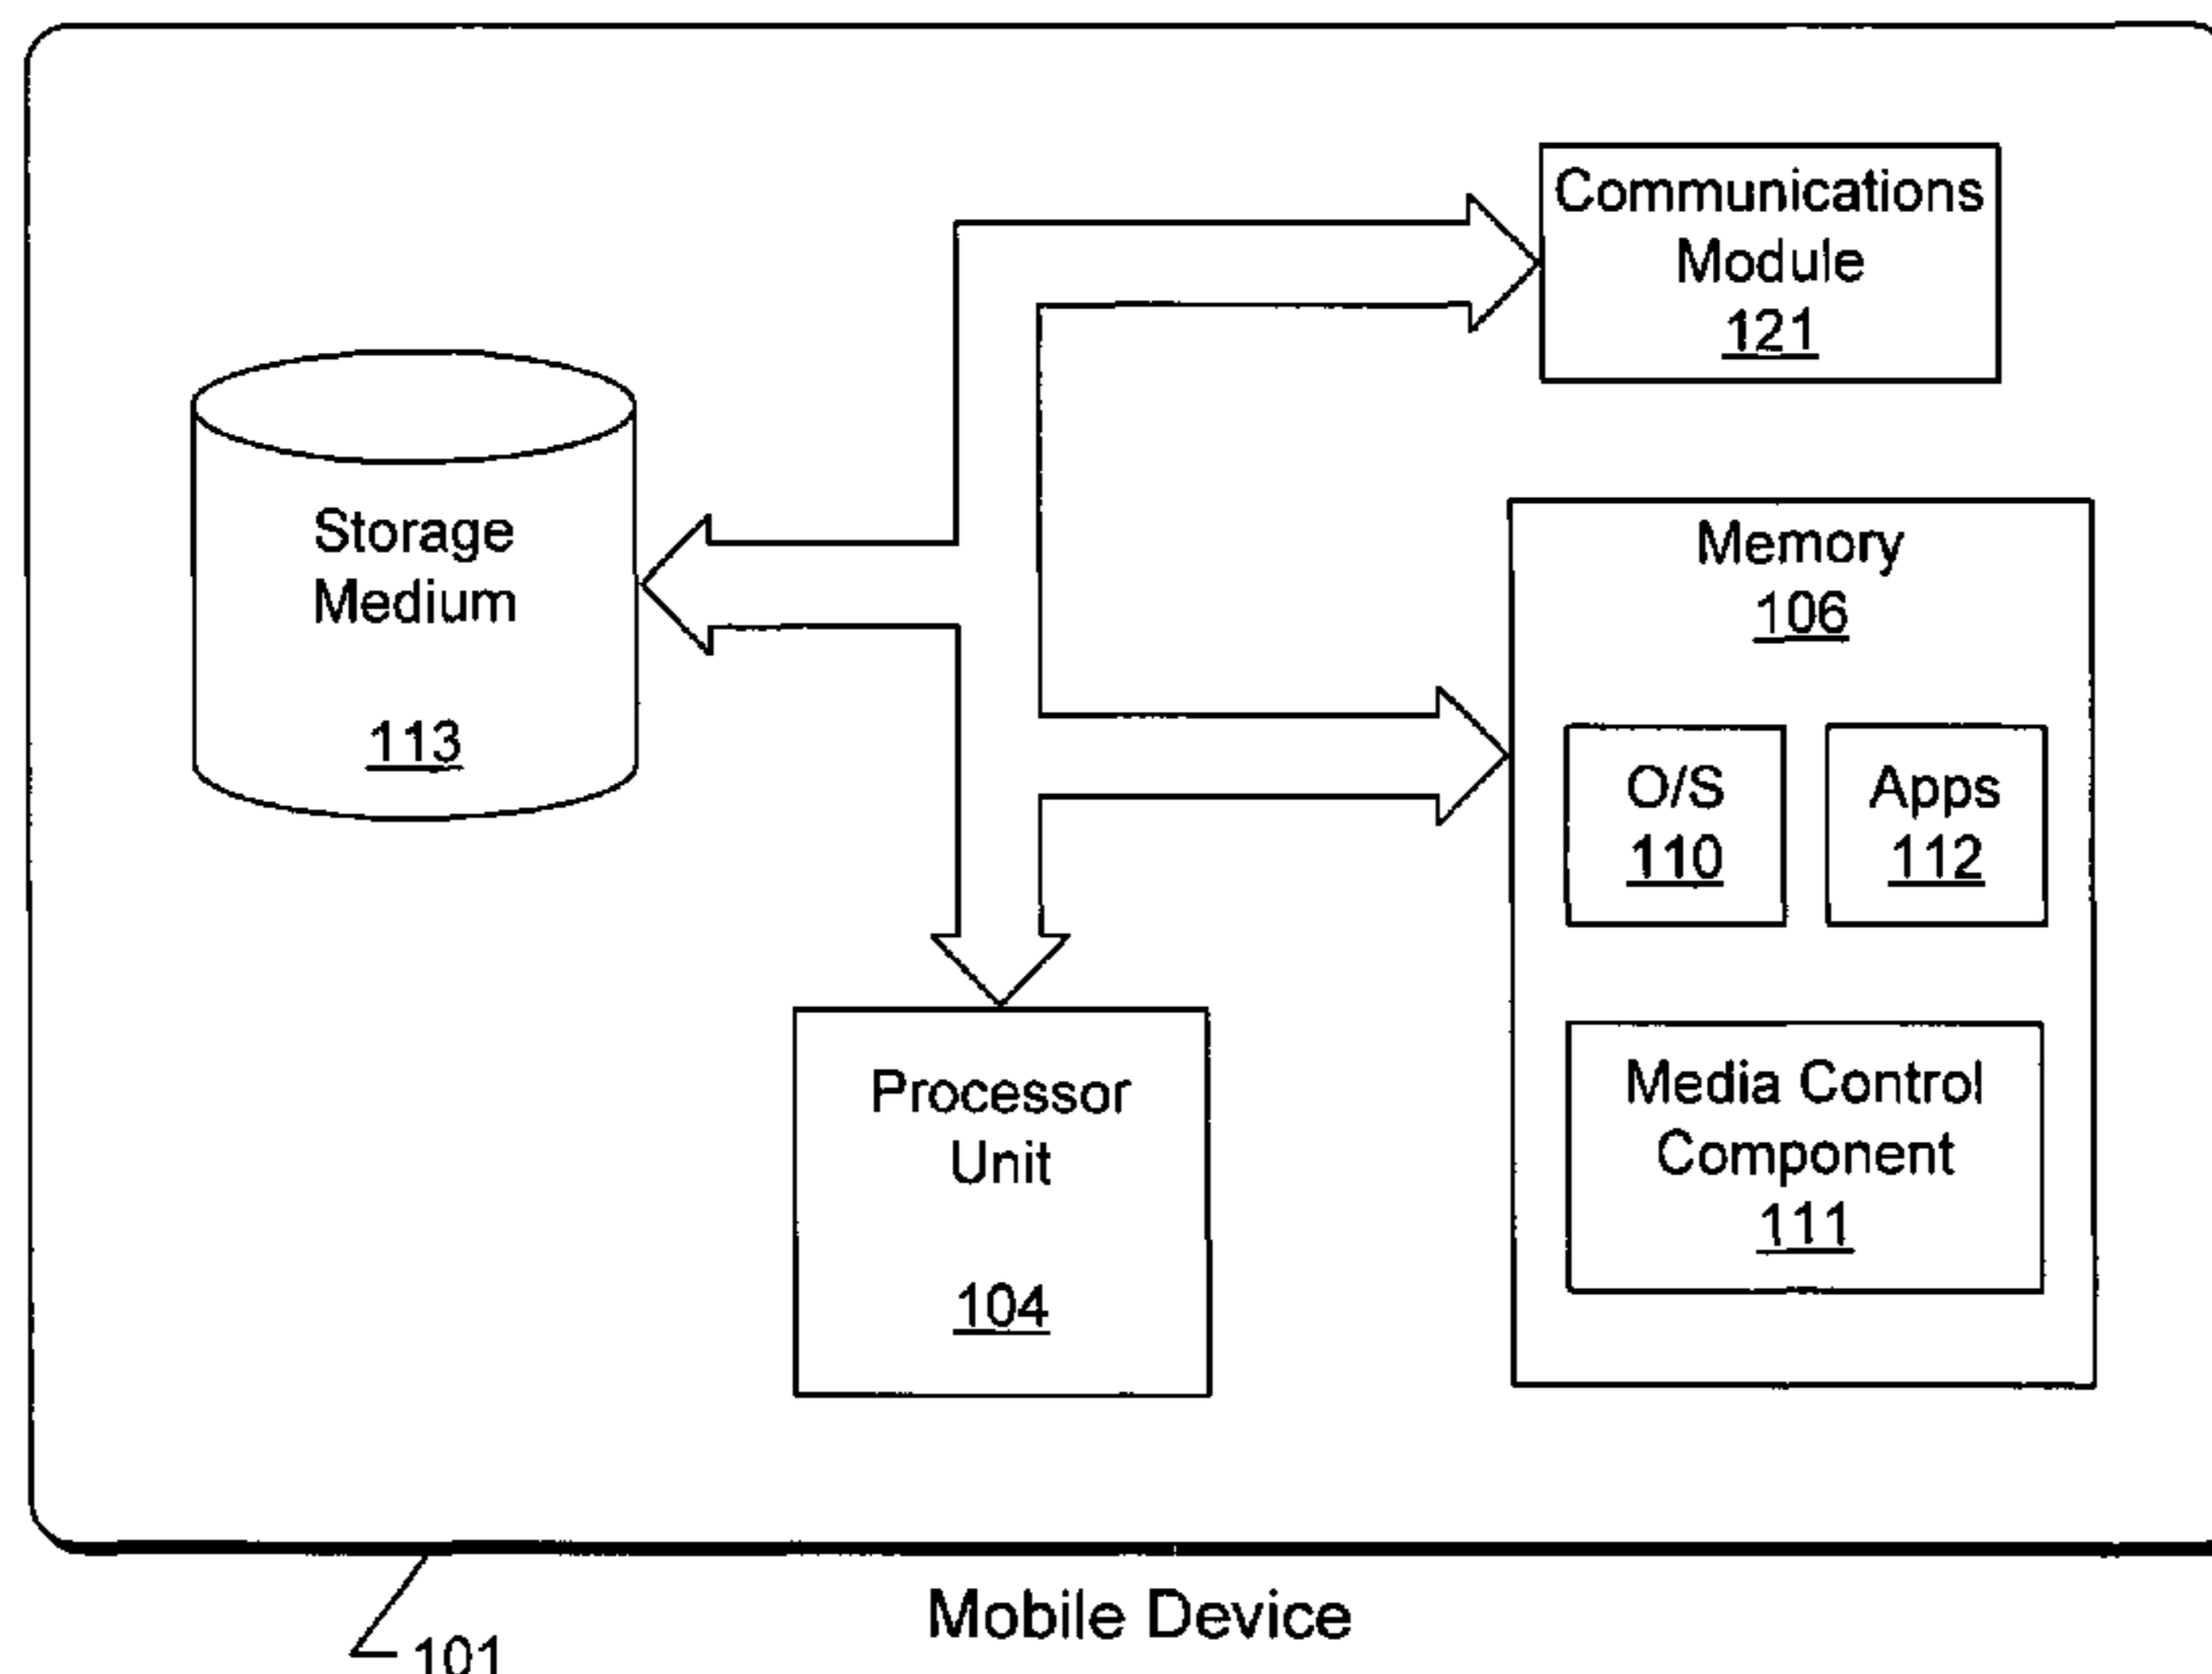 Communications
Module
121
Storage
Medium
113
Memory
106
O/S
110
Apps
112
Processor
Unit
104
Media Control
Component
111
Mobile Device
101